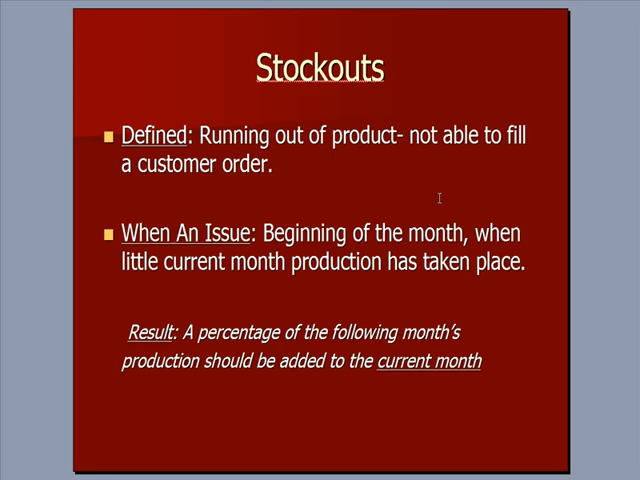 Stockouts
Defined: Running out of product- not able to fill
a customer order.
When An Issue: Beginning of the month, when
little current month production has taken place.
Result: A percentage of the following month's
production should be added to the current month